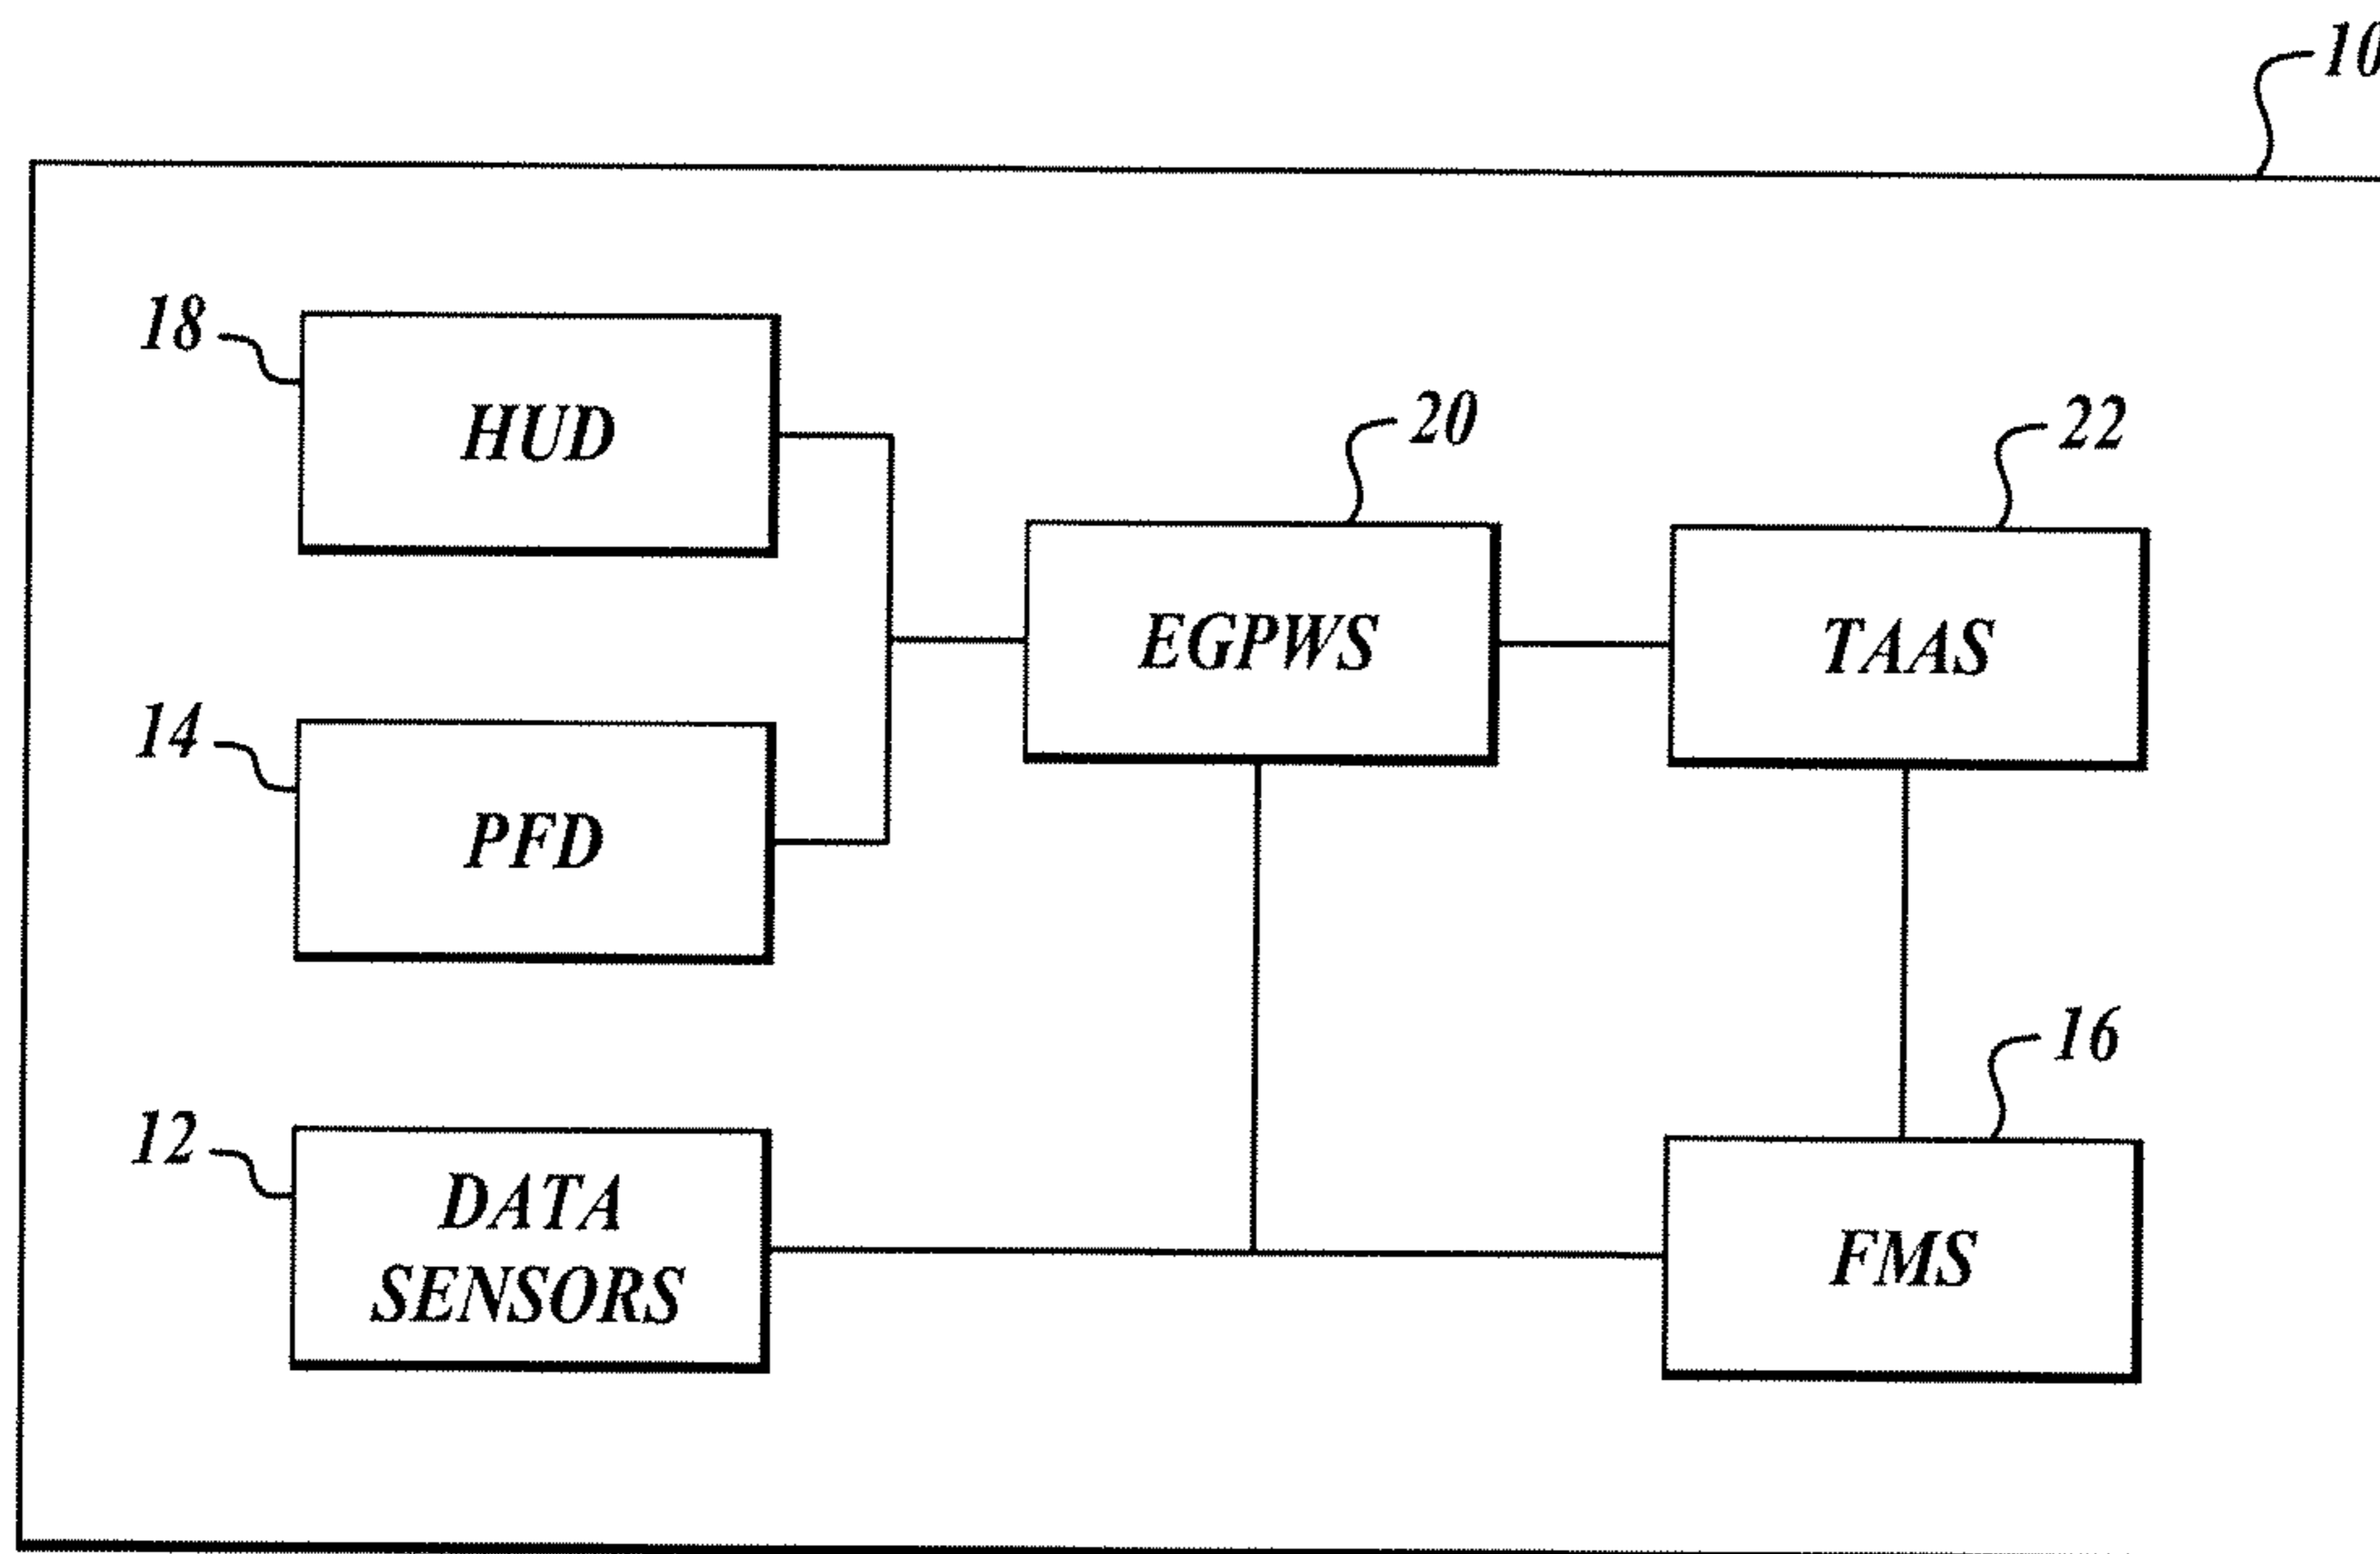 10
18
HUD
20
22
EGPWS
TAAS
14
PFD
16
12
DATA
SENSORS
FMS